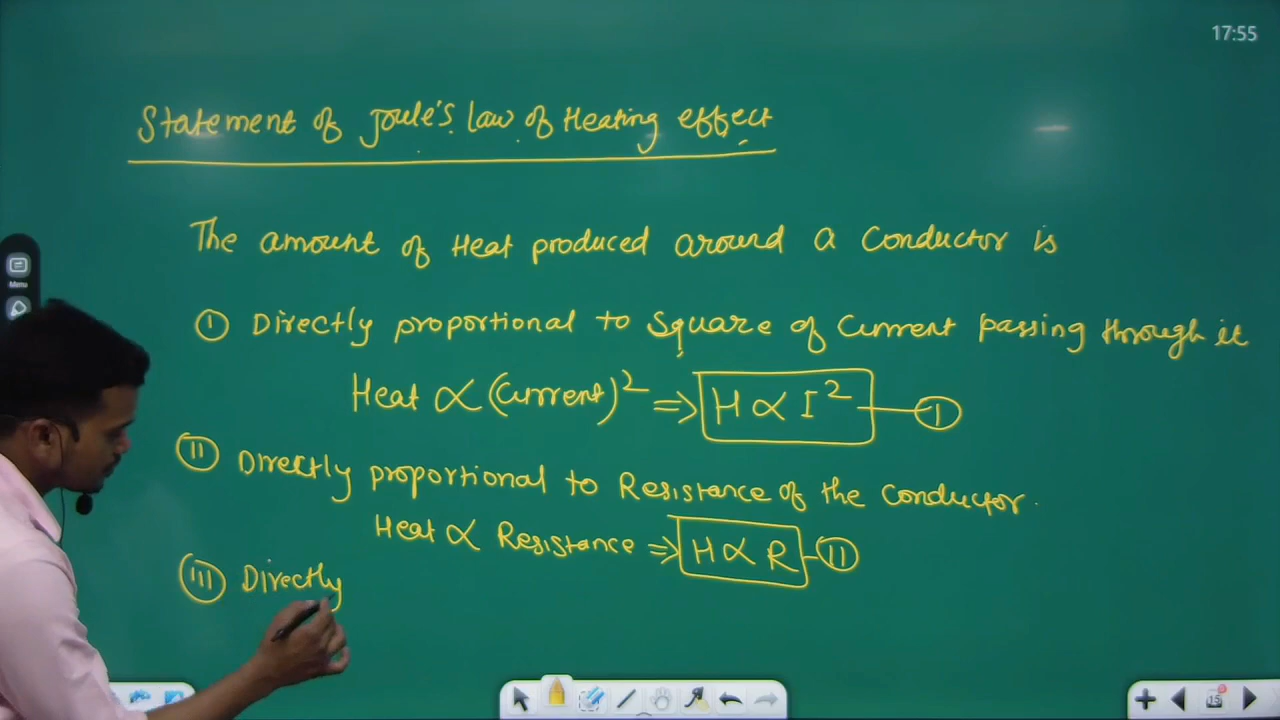 17:55
Statement of Joule's law of Heating effect
The amount of Heat produced around a Conductor is
(I) Directly proportional to Square of Current passing through it
Heat ∝ (Current)² ⇒ H ∝ I² — (I)
(II) Directly proportional to Resistance of the Conductor.
Heat ∝ Resistance ⇒ H ∝ R — (II)
(III) Directly
Menu
15